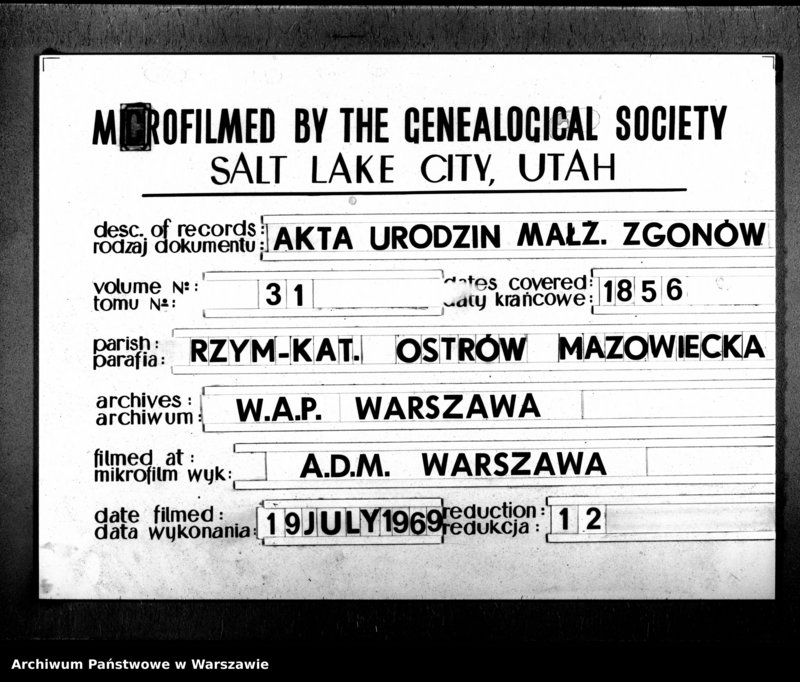 MICROFILMED BY THE GENEALOGICAL SOCIETY
SALT LAKE CITY, UTAH
desc. of records:
rodzaj dokumentu: AKTA URODZIN MAŁŻ. ZGONÓW
volume No:
tomu No: 31
dates covered:
daty krańcowe: 1856
parish:
parafia: RZYM-KAT. OSTRÓW MAZOWIECKA
archives:
archiwum: W.A.P. WARSZAWA
filmed at:
mikrofilm wyk: A.D.M. WARSZAWA
date filmed:
data wykonania: 19 JULY 1969
reduction:
redukcja: 12
Archiwum Państwowe w Warszawie